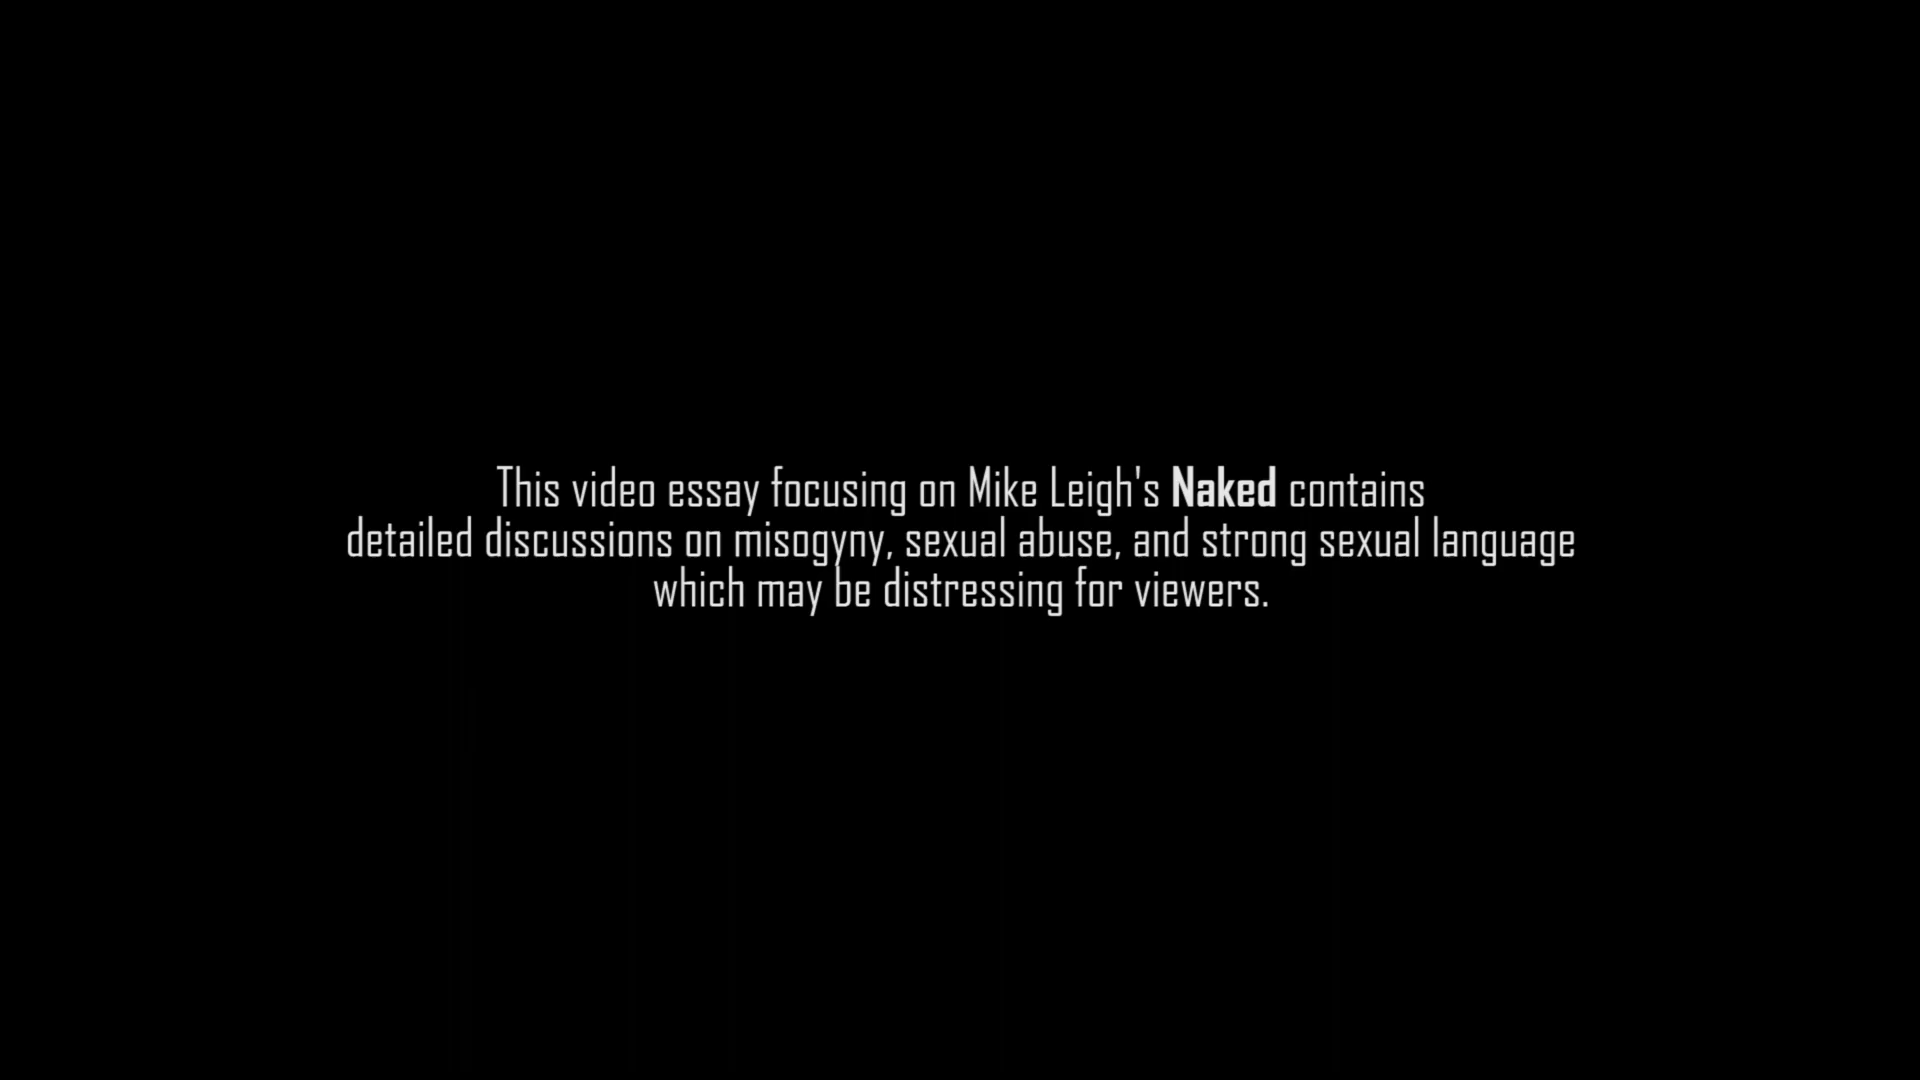 This video essay focusing on Mike Leigh's Naked contains
detailed discussions on misogyny, sexual abuse, and strong sexual language
which may be distressing for viewers.